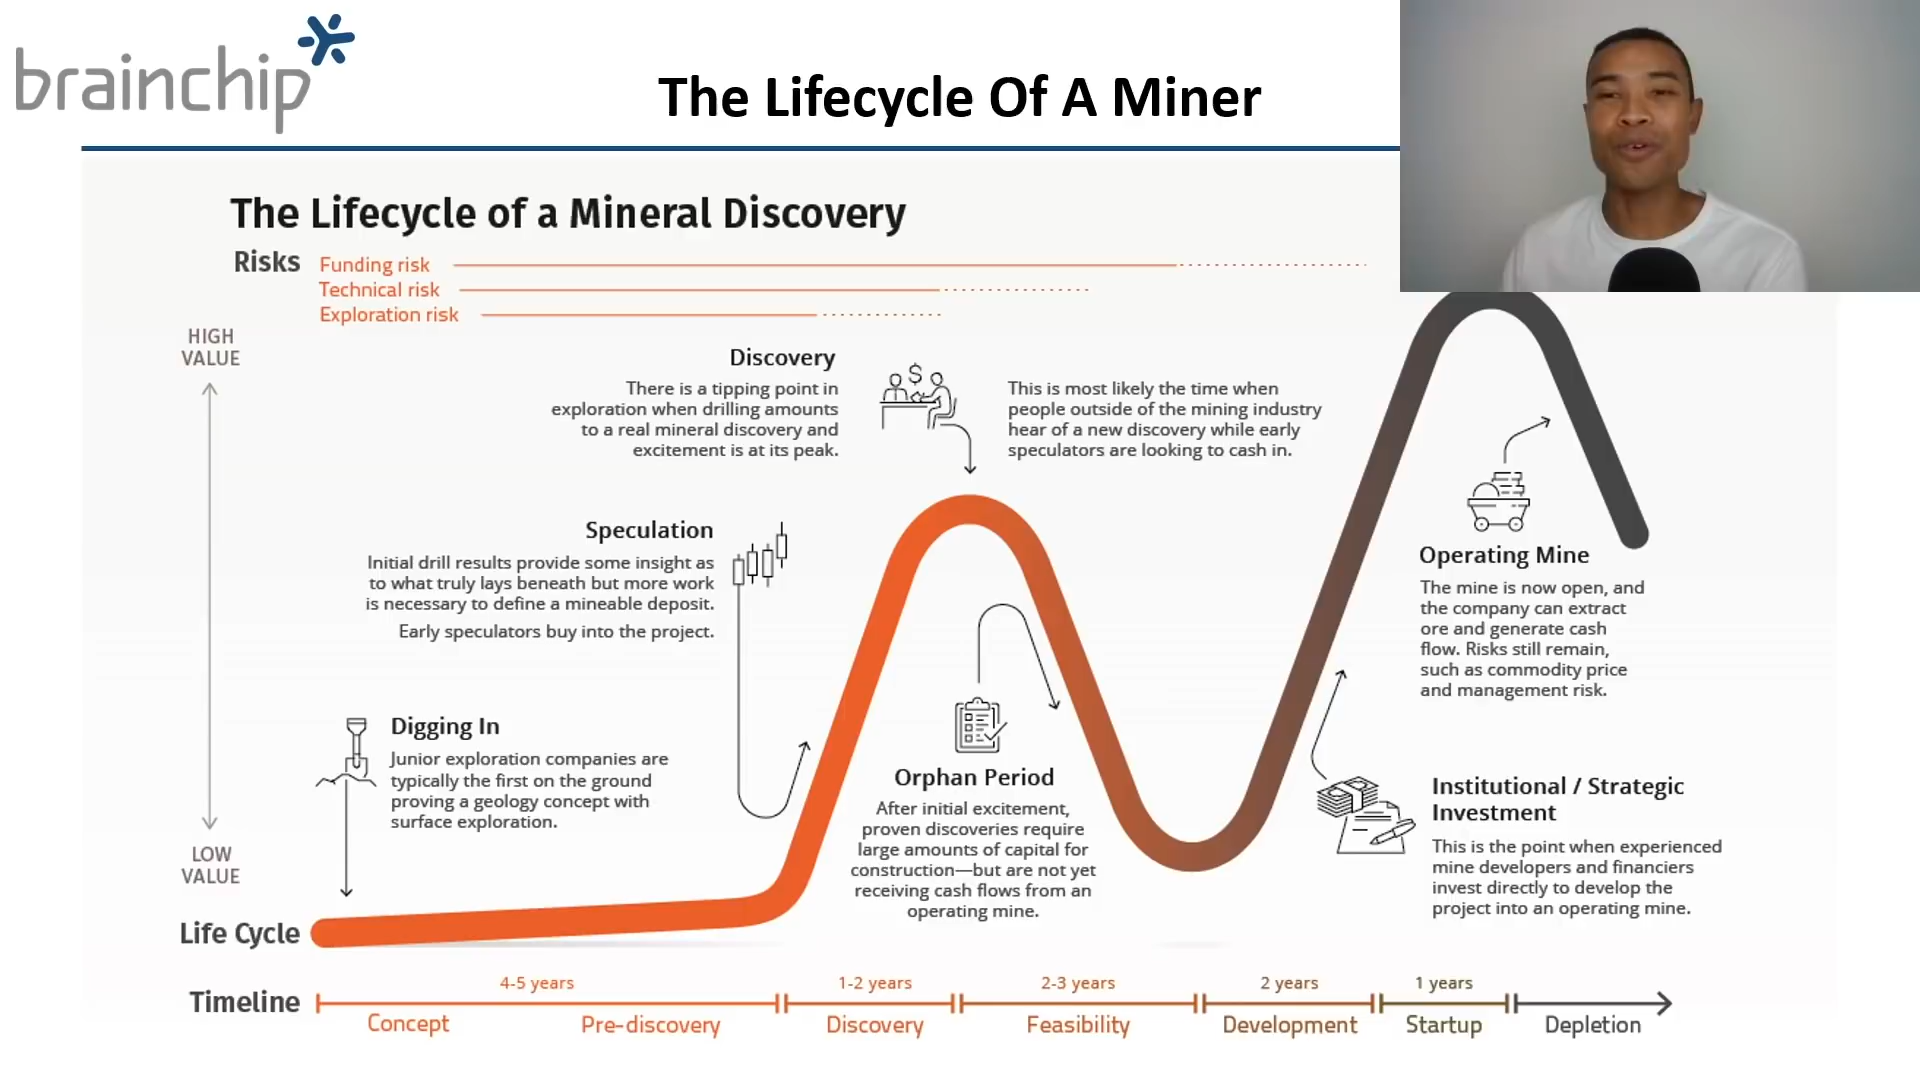 brainchip
The Lifecycle Of A Miner
The Lifecycle of a Mineral Discovery
Risks
Funding risk
Technical risk
Exploration risk
HIGH
VALUE
Discovery
There is a tipping point in
exploration when drilling amounts
to a real mineral discovery and
excitement is at its peak.
$
This is most likely the time when
people outside of the mining industry
hear of a new discovery while early
speculators are looking to cash in.
Speculation
Initial drill results provide some insight as
to what truly lays beneath but more work
is necessary to define a mineable deposit.
Early speculators buy into the project.
Operating Mine
The mine is now open, and
the company can extract
ore and generate cash
flow. Risks still remain,
such as commodity price
and management risk.
Digging In
Junior exploration companies are
typically the first on the ground
proving a geology concept with
surface exploration.
Orphan Period
After initial excitement,
proven discoveries require
large amounts of capital for
construction—but are not yet
receiving cash flows from an
operating mine.
Institutional / Strategic
Investment
This is the point when experienced
mine developers and financiers
invest directly to develop the
project into an operating mine.
LOW
VALUE
Life Cycle
Timeline
4-5 years
1-2 years
2-3 years
2 years
1 years
Concept
Pre-discovery
Discovery
Feasibility
Development
Startup
Depletion